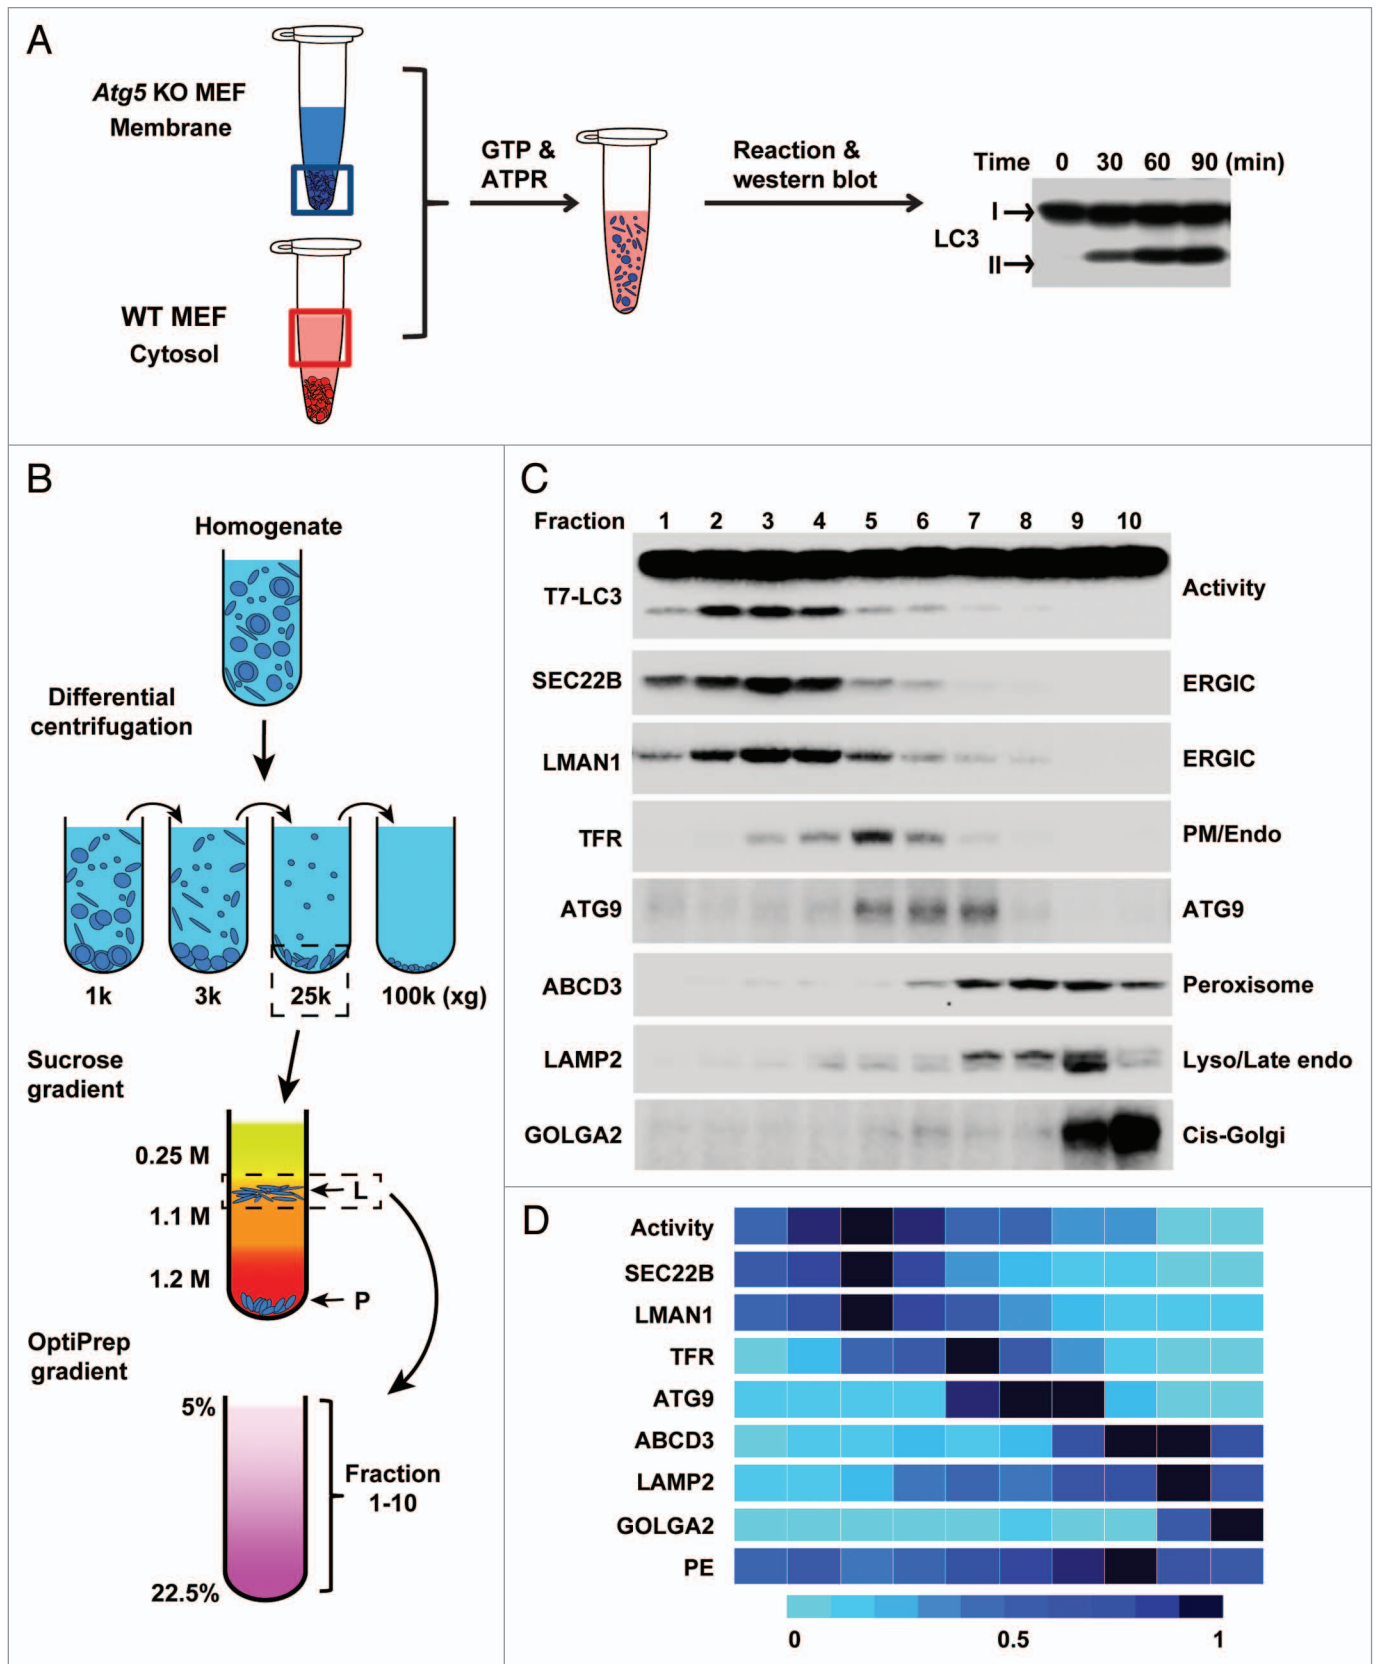 A
Atg5 KO MEF
Membrane
WT MEF
Cytosol
GTP &
ATPR
Reaction &
western blot
Time 0 30 60 90 (min)
I
LC3
II
B
Homogenate
Differential
centrifugation
1k 3k 25k 100k (xg)
Sucrose
gradient
0.25 M
L
1.1 M
1.2 M
P
OptiPrep
gradient
5%
Fraction
1-10
22.5%
C
Fraction 1 2 3 4 5 6 7 8 9 10
T7-LC3 Activity
SEC22B ERGIC
LMAN1 ERGIC
TFR PM/Endo
ATG9 ATG9
ABCD3 Peroxisome
LAMP2 Lyso/Late endo
GOLGA2 Cis-Golgi
D
Activity
SEC22B
LMAN1
TFR
ATG9
ABCD3
LAMP2
GOLGA2
PE
0 0.5 1